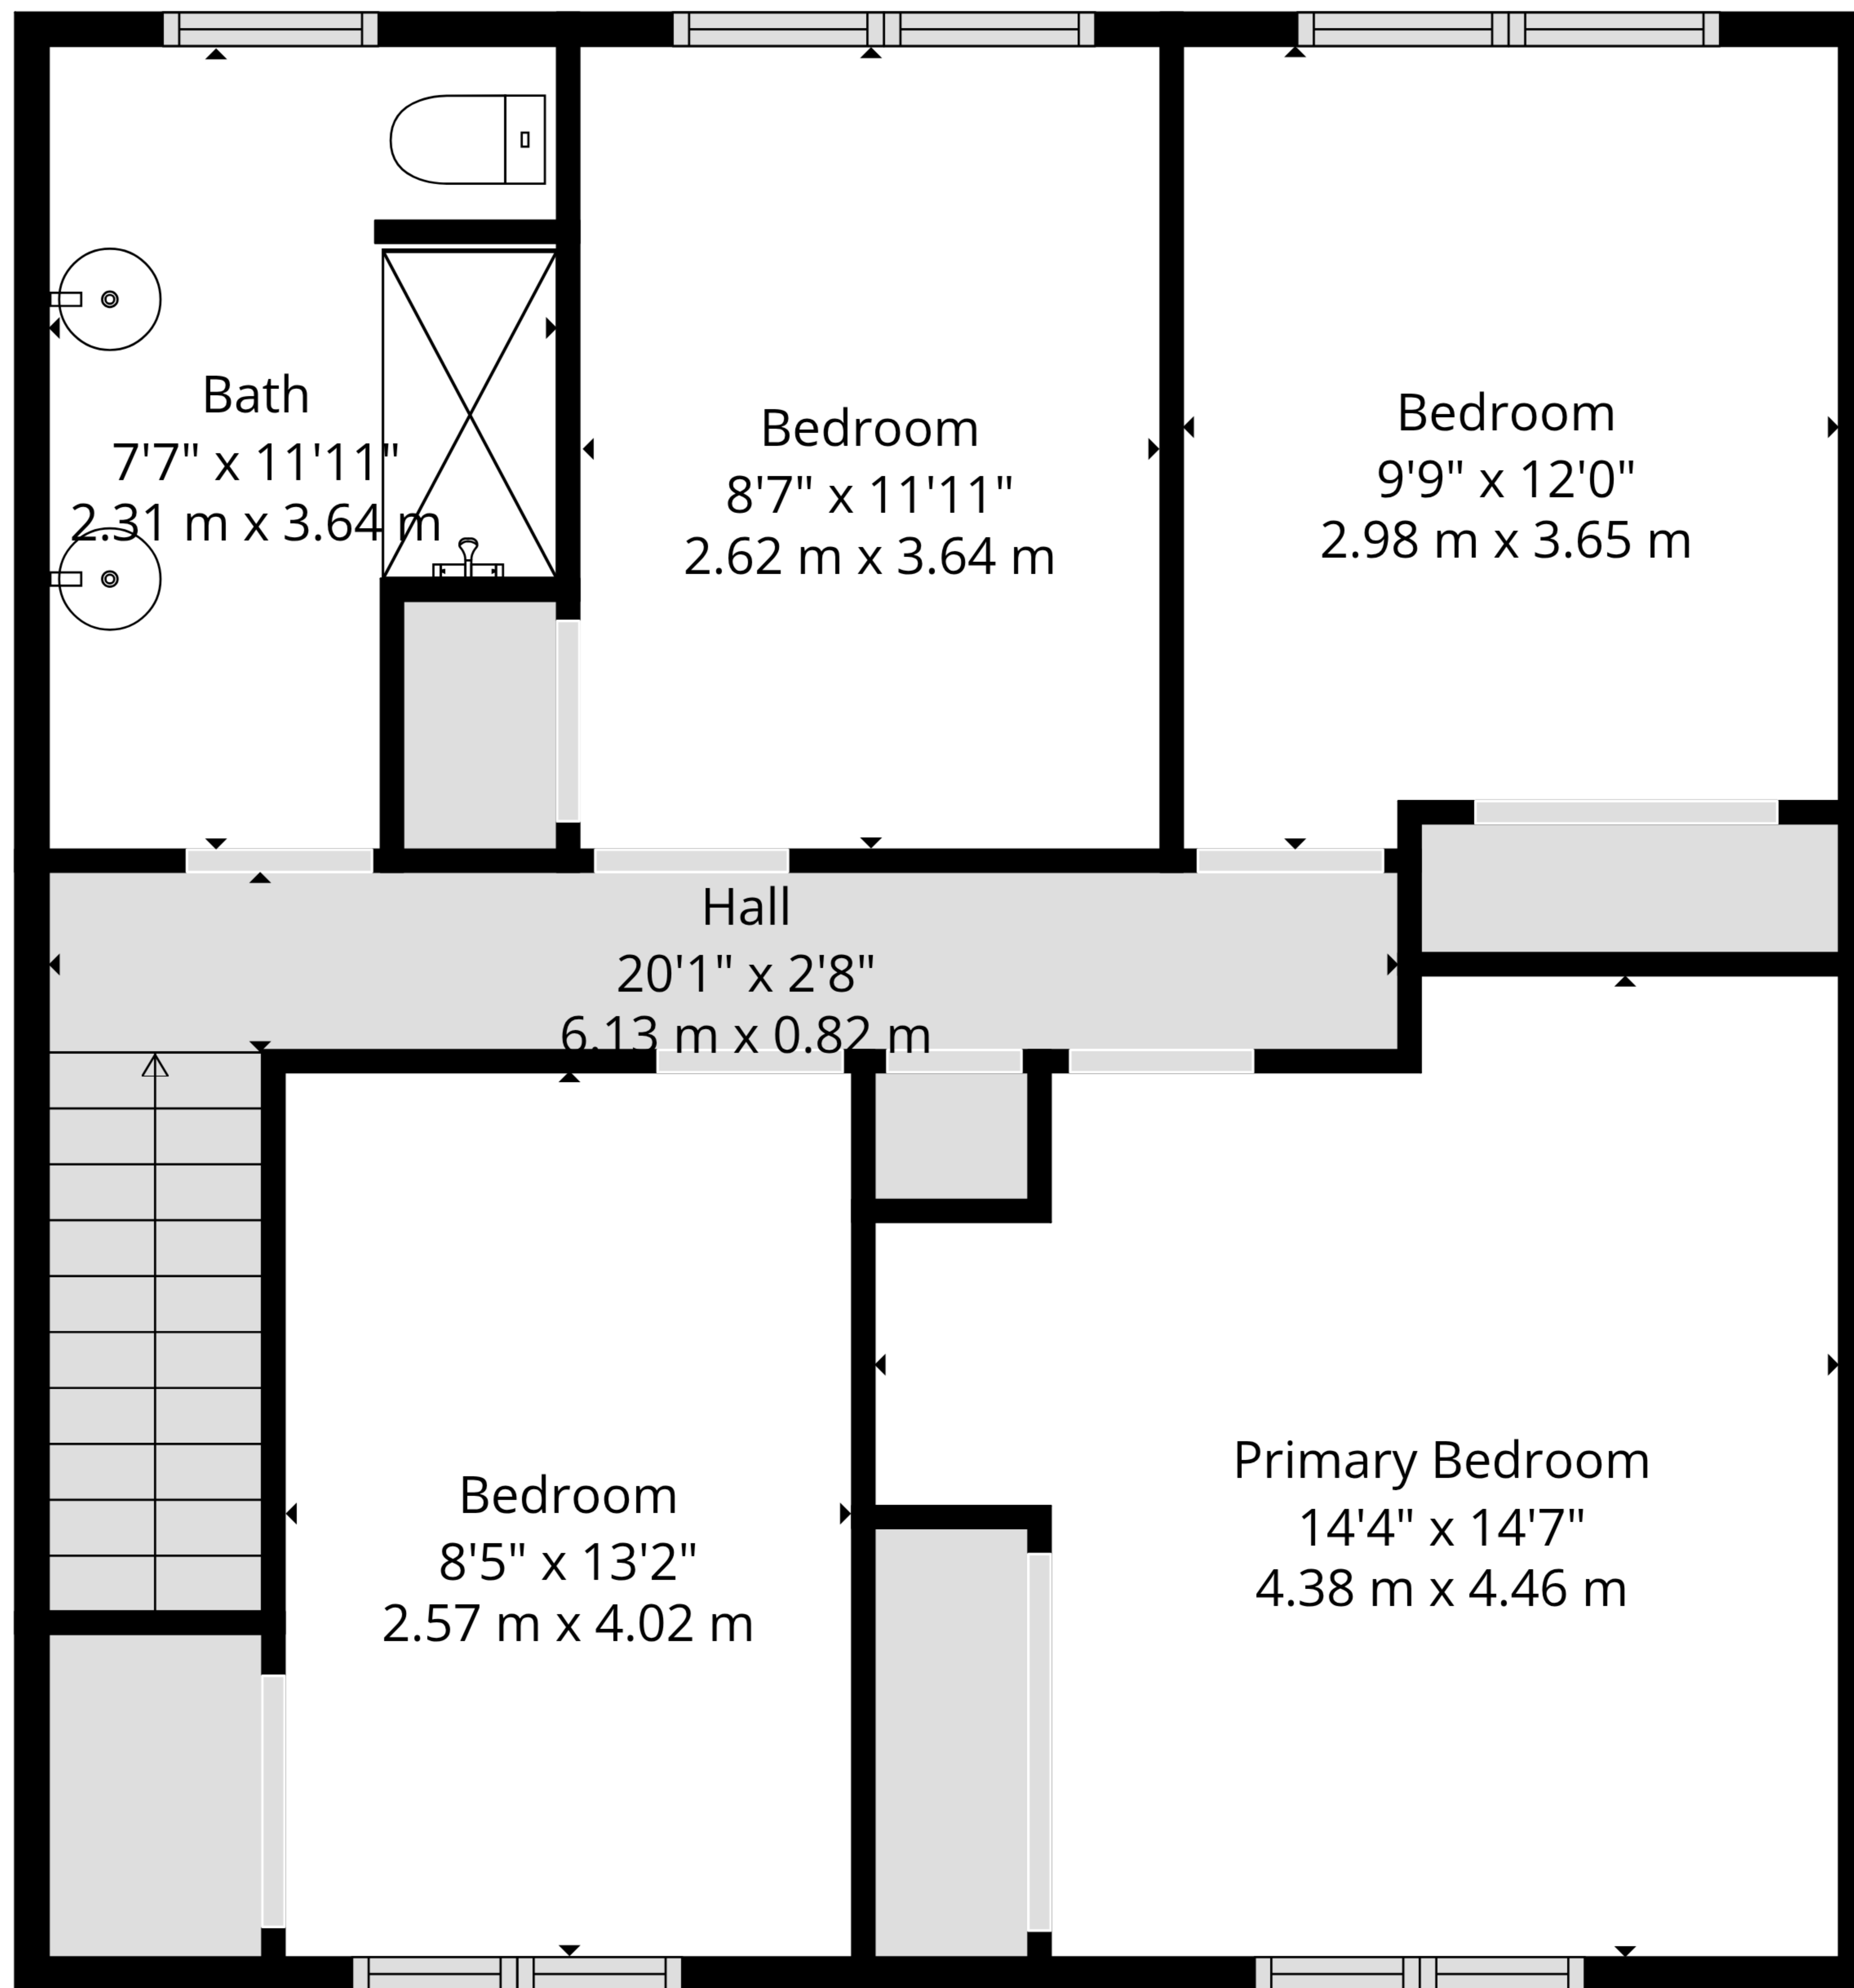 Bath
7'7" x 11'11"
2.31 m x 3.64 m
Bedroom
8'7" x 11'11"
2.62 m x 3.64 m
Bedroom
9'9" x 12'0"
2.98 m x 3.65 m
Hall
20'1" x 2'8"
6.13 m x 0.82 m
Bedroom
8'5" x 13'2"
2.57 m x 4.02 m
Primary Bedroom
14'4" x 14'7"
4.38 m x 4.46 m